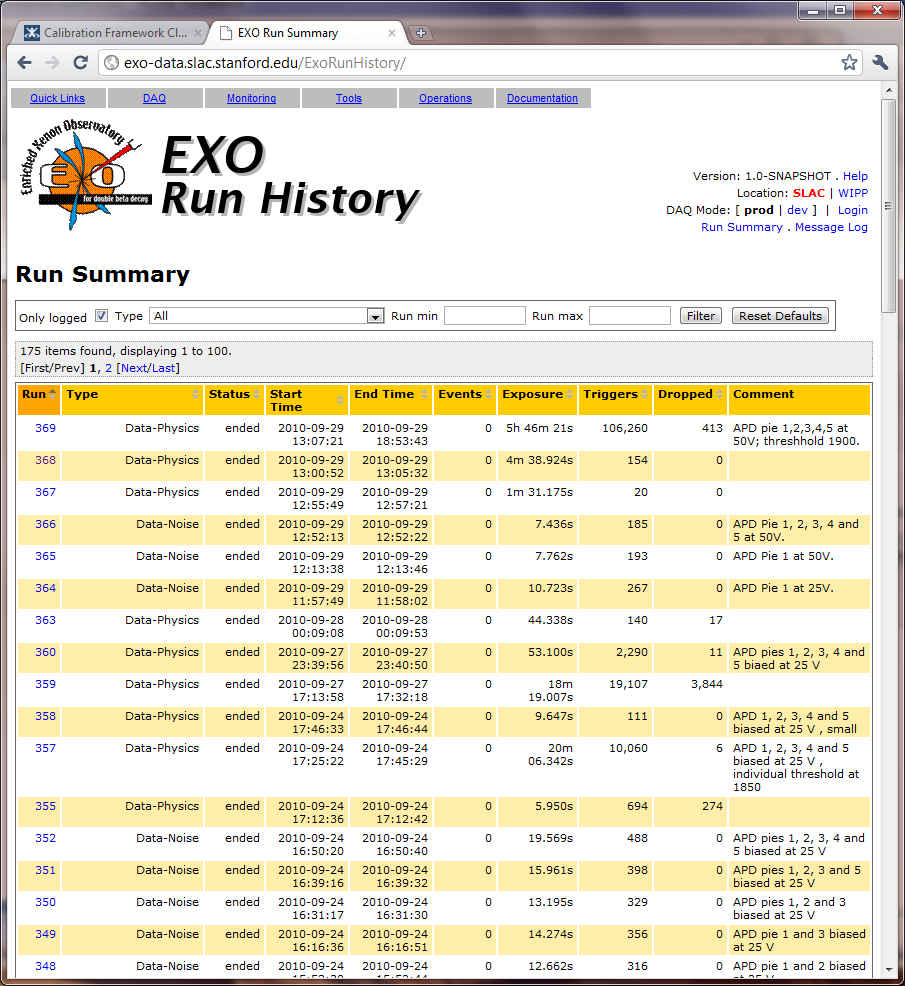 Calibration Framework Cl...
EXO Run Summary
exo-data.slac.stanford.edu/ExoRunHistory/
Quick Links DAQ Monitoring Tools Operations Documentation
Enriched Xenon Observatory
EXO
for double beta decay
EXO
Run History
Version: 1.0-SNAPSHOT . Help
Location: SLAC | WIPP
DAQ Mode: [ prod | dev ] | Login
Run Summary . Message Log
Run Summary
Only logged Type All Run min Run max Filter Reset Defaults
175 items found, displaying 1 to 100.
[First/Prev] 1, 2 [Next/Last]
Run Type Status Start End Time Events Exposure Triggers Dropped Comment
Time
369 Data-Physics ended 2010-09-29 2010-09-29 0 5h 46m 21s 106,260 413 APD pie 1,2,3,4,5 at
13:07:21 18:53:43 50V; threshhold 1900.
368 Data-Physics ended 2010-09-29 2010-09-29 0 4m 38.924s 154 0
13:00:52 13:05:32
367 Data-Physics ended 2010-09-29 2010-09-29 0 1m 31.175s 20 0
12:55:49 12:57:21
366 Data-Noise ended 2010-09-29 2010-09-29 0 7.436s 185 0 APD Pie 1, 2, 3, 4 and
12:52:13 12:52:22 5 at 50V.
365 Data-Noise ended 2010-09-29 2010-09-29 0 7.762s 193 0 APD Pie 1 at 50V.
12:13:38 12:13:46
364 Data-Noise ended 2010-09-29 2010-09-29 0 10.723s 267 0 APD Pie 1 at 25V.
11:57:49 11:58:02
363 Data-Physics ended 2010-09-28 2010-09-28 0 44.338s 140 17
00:09:08 00:09:53
360 Data-Physics ended 2010-09-27 2010-09-27 0 53.100s 2,290 11 APD pies 1, 2, 3, 4 and
23:39:56 23:40:50 5 biaed at 25 V
359 Data-Physics ended 2010-09-27 2010-09-27 0 18m 19,107 3,844
17:13:58 17:32:18 19.007s
358 Data-Physics ended 2010-09-24 2010-09-24 0 9.647s 111 0 APD 1, 2, 3, 4 and 5
17:46:33 17:46:44 biased at 25 V , small
357 Data-Physics ended 2010-09-24 2010-09-24 0 20m 10,060 6 APD 1, 2, 3, 4 and 5
17:25:22 17:45:29 06.342s biased at 25 V ,
individual threshold at
1850
355 Data-Physics ended 2010-09-24 2010-09-24 0 5.950s 694 274
17:12:36 17:12:42
352 Data-Noise ended 2010-09-24 2010-09-24 0 19.569s 488 0 APD pies 1, 2, 3, 4 and
16:50:20 16:50:40 5 biased at 25 V
351 Data-Noise ended 2010-09-24 2010-09-24 0 15.961s 398 0 APD pies 1, 2, 3 and 5
16:39:16 16:39:32 biased at 25 V
350 Data-Noise ended 2010-09-24 2010-09-24 0 13.195s 329 0 APD pies 1, 2 and 3
16:31:17 16:31:30 biased at 25 V
349 Data-Noise ended 2010-09-24 2010-09-24 0 14.274s 356 0 APD pie 1 and 3 biased
16:16:36 16:16:51 at 25 V
348 Data-Noise ended 2010-09-24 2010-09-24 0 12.662s 316 0 APD pie 1 and 2 biased